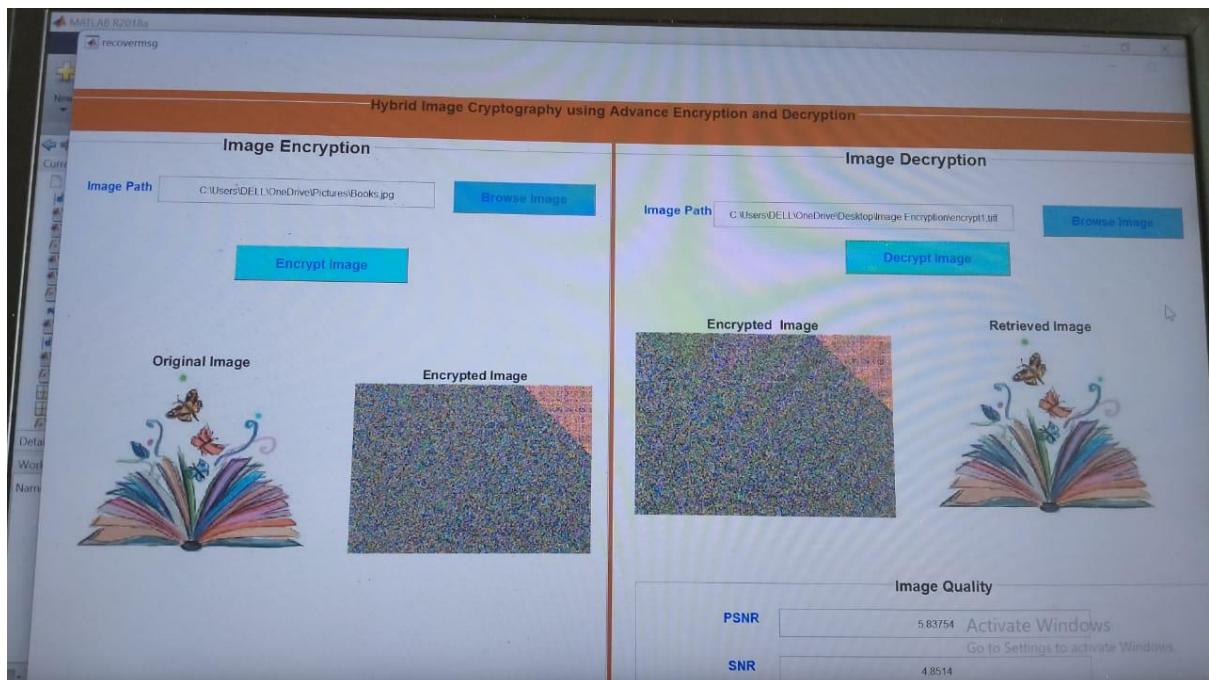 MATLAB R2018a
recovermsg
New
Hybrid Image Cryptography using Advance Encryption and Decryption
Image Encryption
Image Path
C:\Users\DELL\OneDrive\Pictures\Books.jpg
Browse Image
Encrypt Image
Original Image
Encrypted Image
Image Decryption
Image Path
C:\Users\DELL\OneDrive\Desktop\Image Encryption\encrypt1.tiff
Browse Image
Decrypt Image
Encrypted Image
Retrieved Image
Image Quality
PSNR
5.83754
SNR
4.8514
Activate Windows
Go to Settings to activate Windows.